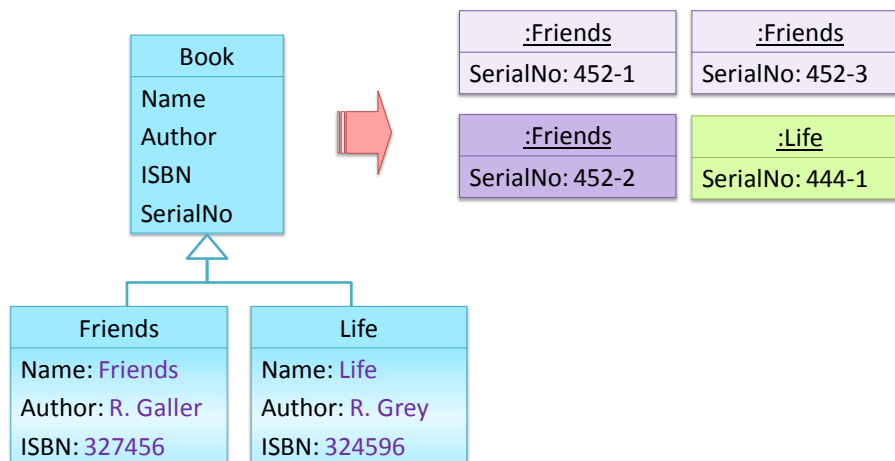 Book
Name
Author
ISBN
SerialNo
:Friends
SerialNo: 452-1
:Friends
SerialNo: 452-3
:Friends
SerialNo: 452-2
:Life
SerialNo: 444-1
Friends
Name: Friends
Author: R. Galler
ISBN: 327456
Life
Name: Life
Author: R. Grey
ISBN: 324596